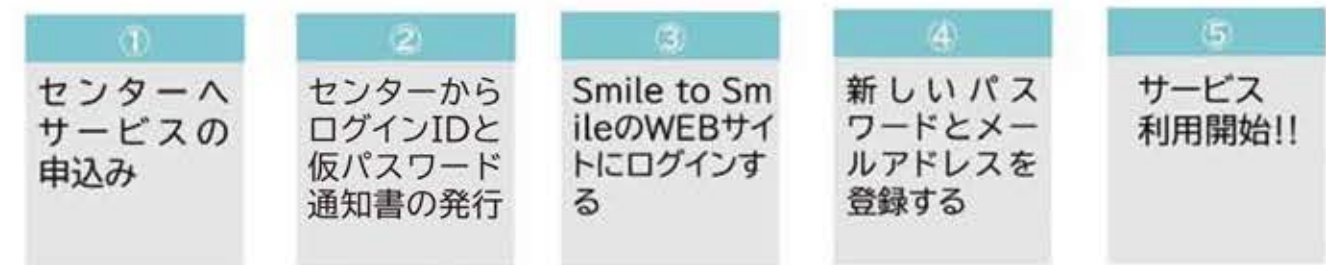 ①
センターへ
サービスの
申込み
②
センターから
ログインIDと
仮パスワード
通知書の発行
③
Smile to Sm
ileのWEBサイ
トにログインす
る
④
新しいパス
ワードとメー
ルアドレスを
登録する
⑤
サービス
利用開始!!